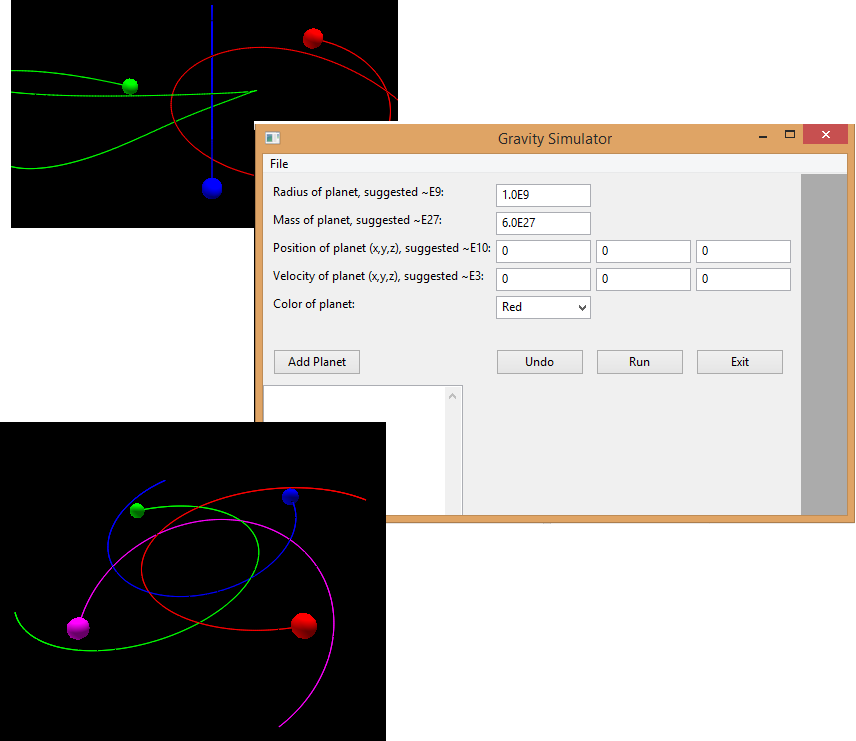 Gravity Simulator
File
Radius of planet, suggested ~E9: 1.0E9
Mass of planet, suggested ~E27: 6.0E27
Position of planet (x,y,z), suggested ~E10: 0 0 0
Velocity of planet (x,y,z), suggested ~E3: 0 0 0
Color of planet: Red
Add Planet Undo Run Exit